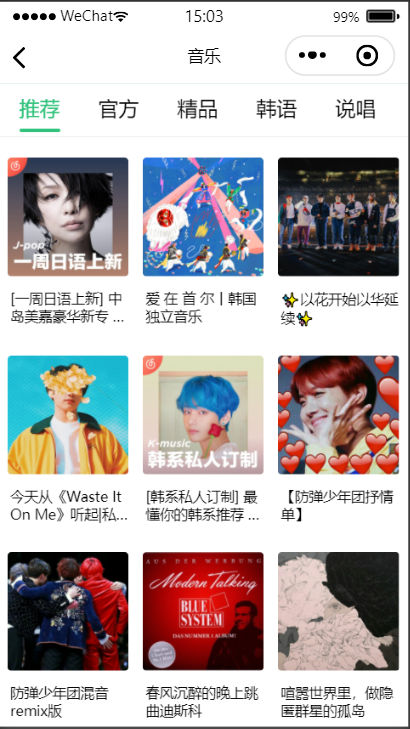 WeChat 15:03 99%
音乐
推荐 官方 精品 韩语 说唱
J-pop
一周日语上新
[一周日语上新] 中
岛美嘉豪华新专 ...
爱 在 首 尔 | 韩国
独立音乐
✨以花开始以华延
续✨
今天从《Waste It
On Me》听起|私...
K-music
韩系私人订制
[韩系私人订制] 最
懂你的韩系推荐 ...
【防弹少年团抒情
单】
防弹少年团混音
remix版
AUS DER WERBUNG
Modern Talking
BLUE
SYSTEM
DAS NUMMER 1 ALBUM!
春风沉醉的晚上跳
曲迪斯科
喧嚣世界里，做隐
匿群星的孤岛